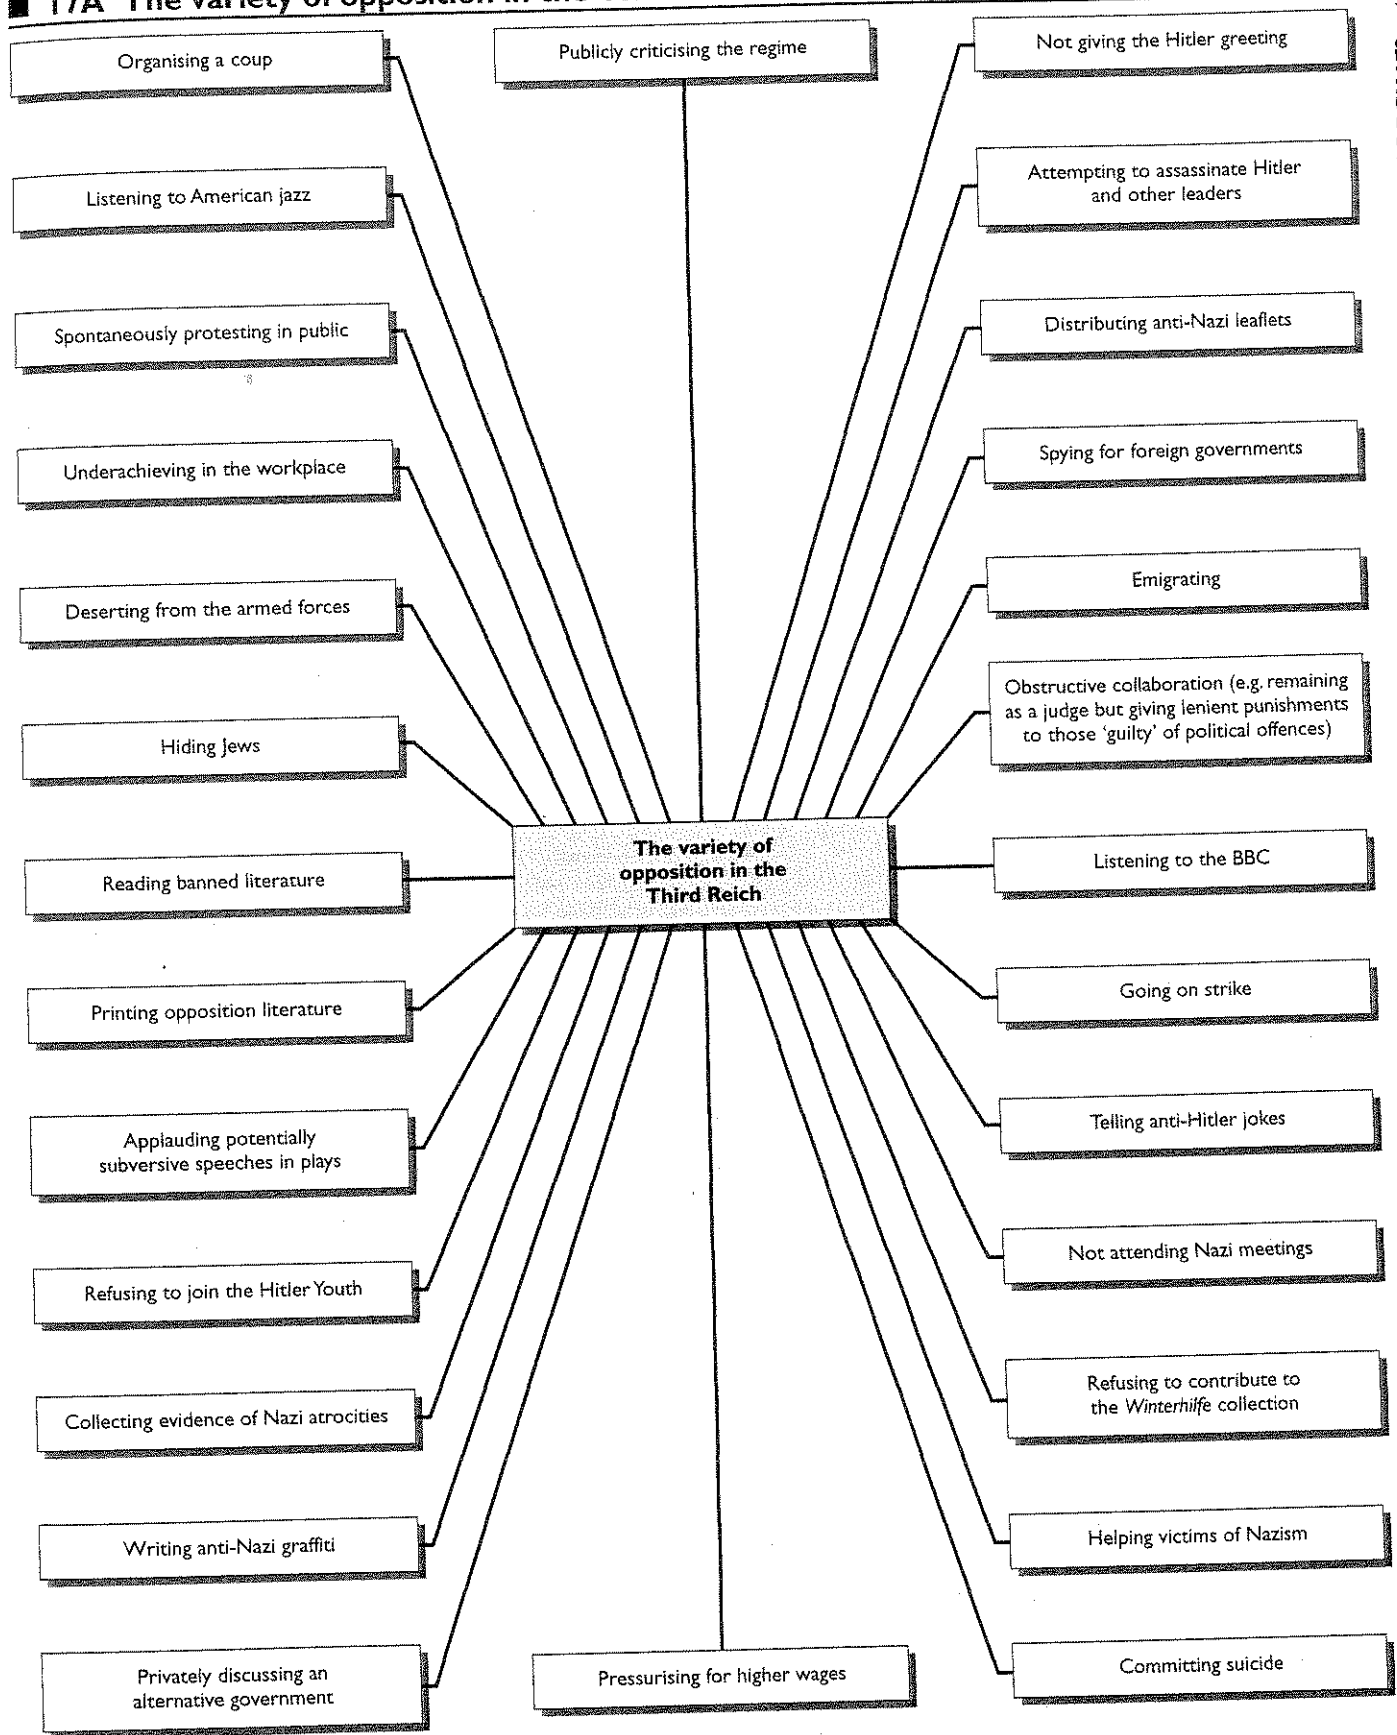 17A The variety of opposition in the
Organising a coup
Publicly criticising the regime
Not giving the Hitler greeting
Listening to American jazz
Attempting to assassinate Hitler
and other leaders
Spontaneously protesting in public
Distributing anti-Nazi leaflets
Underachieving in the workplace
Spying for foreign governments
Deserting from the armed forces
Emigrating
Hiding Jews
Obstructive collaboration (e.g. remaining
as a judge but giving lenient punishments
to those ‘guilty’ of political offences)
The variety of
opposition in the
Third Reich
Reading banned literature
Listening to the BBC
Printing opposition literature
Going on strike
Applauding potentially
subversive speeches in plays
Telling anti-Hitler jokes
Refusing to join the Hitler Youth
Not attending Nazi meetings
Collecting evidence of Nazi atrocities
Refusing to contribute to
the Winterhilfe collection
Writing anti-Nazi graffiti
Helping victims of Nazism
Privately discussing an
alternative government
Pressurising for higher wages
Committing suicide